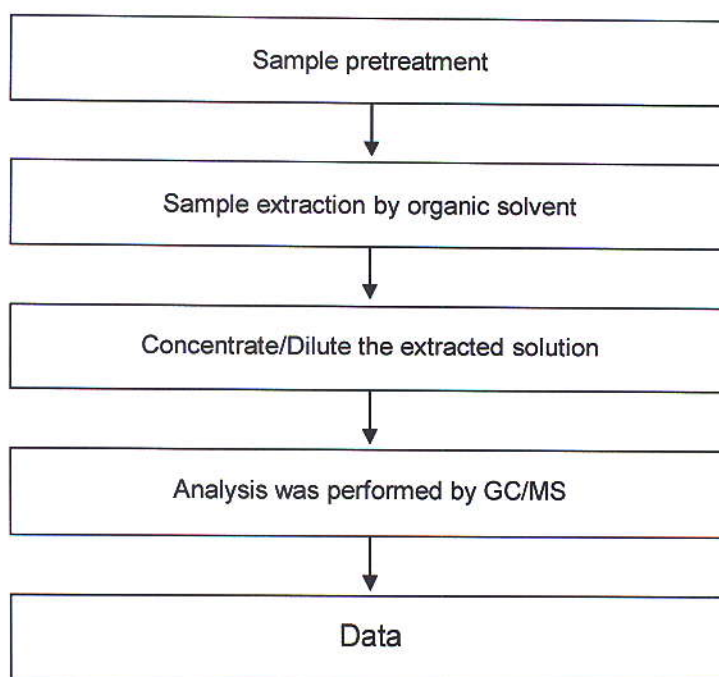 Sample pretreatment
Sample extraction by organic solvent
Concentrate/Dilute the extracted solution
Analysis was performed by GC/MS
Data